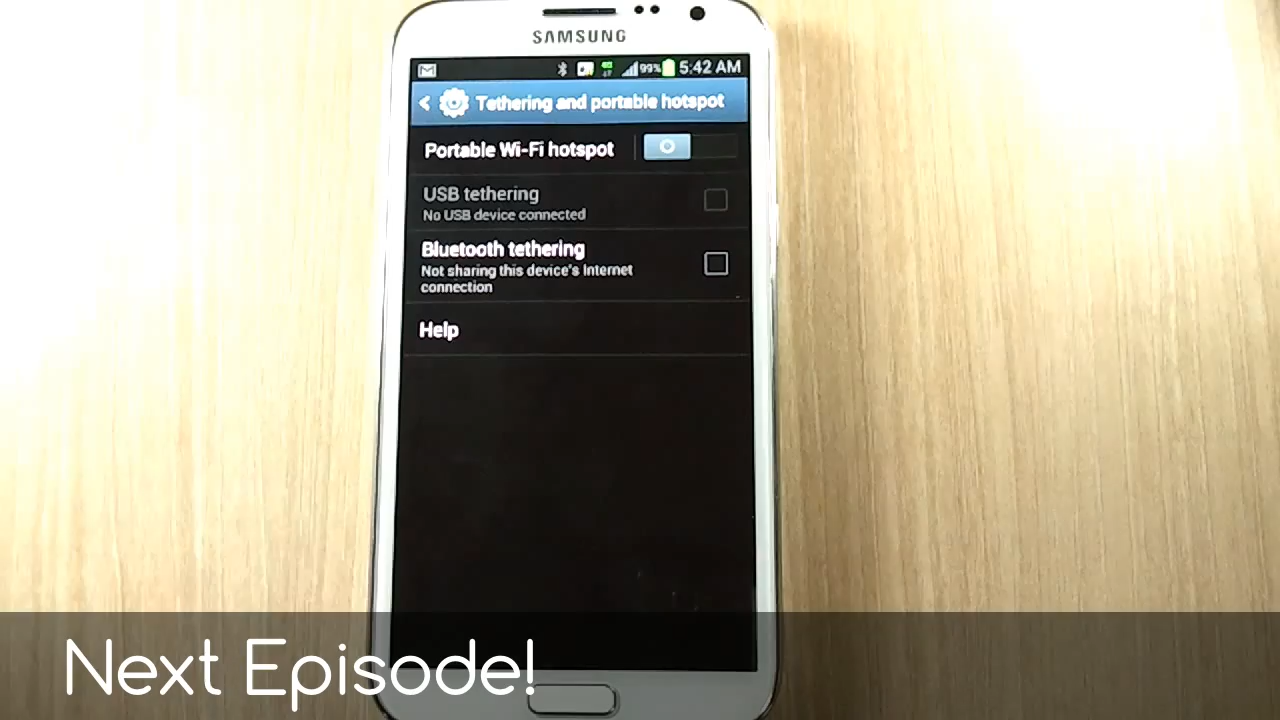 SAMSUNG
99% 5:42 AM
Tethering and portable hotspot
Portable Wi-Fi hotspot
USB tethering
No USB device connected
Bluetooth tethering
Not sharing this device's Internet
connection
Help
Next Episode!